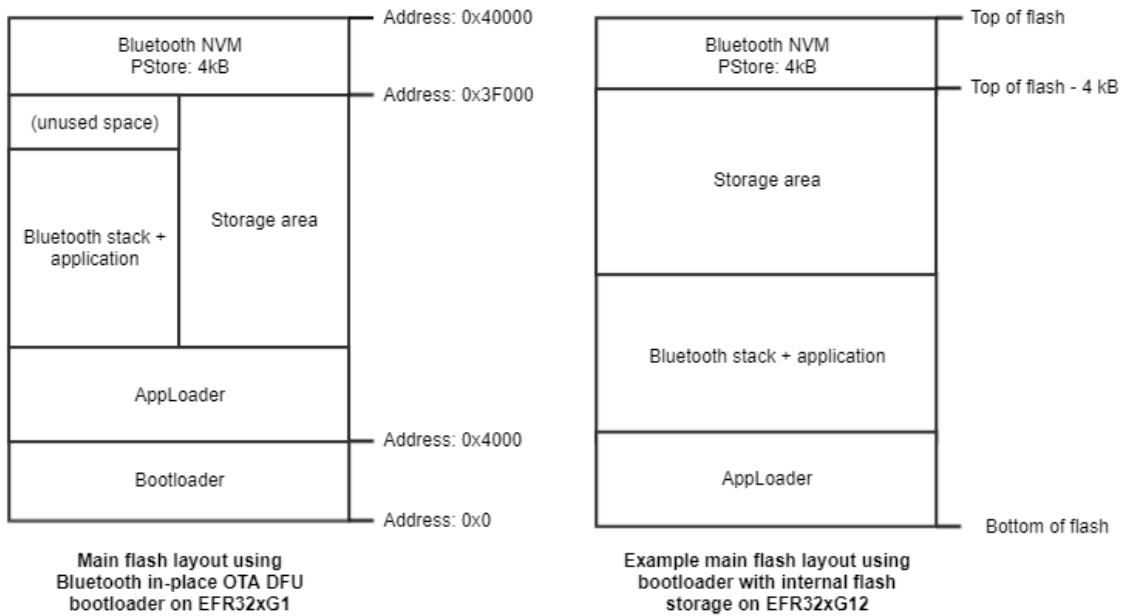 Address: 0x40000
Bluetooth NVM
PStore: 4kB
Address: 0x3F000
(unused space)
Storage area
Bluetooth stack +
application
AppLoader
Address: 0x4000
Bootloader
Address: 0x0
Main flash layout using
Bluetooth in-place OTA DFU
bootloader on EFR32xG1
Top of flash
Bluetooth NVM
PStore: 4kB
Top of flash - 4 kB
Storage area
Bluetooth stack + application
AppLoader
Bottom of flash
Example main flash layout using
bootloader with internal flash
storage on EFR32xG12